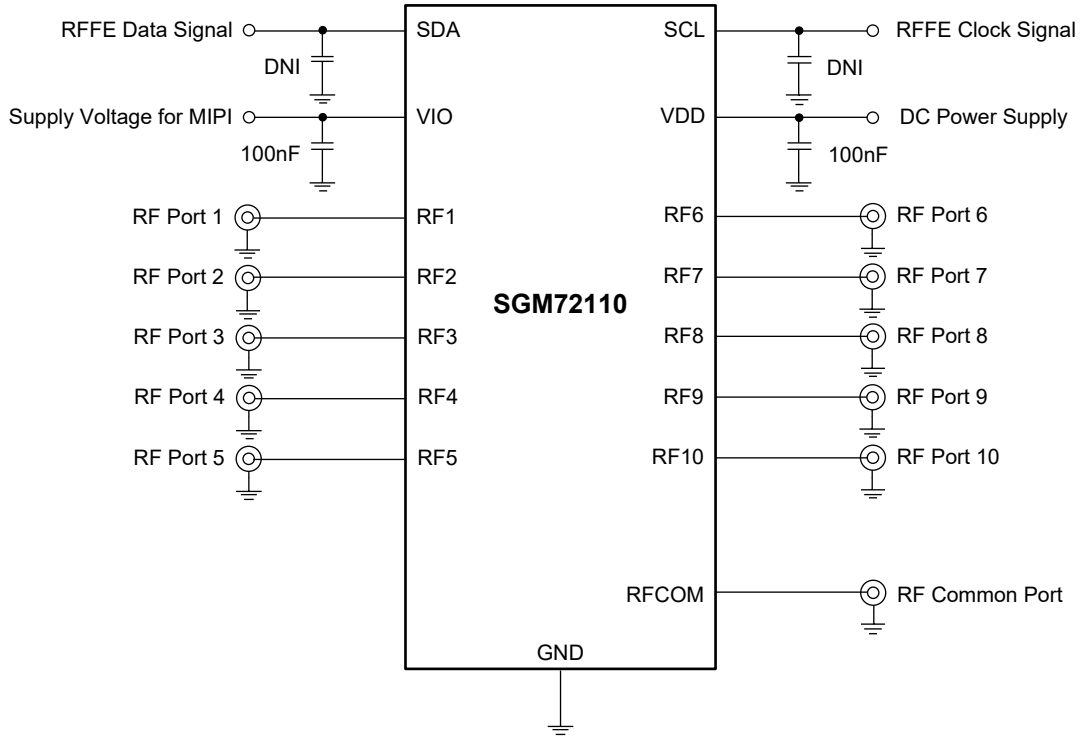 RFFE Data Signal
SDA
SCL
RFFE Clock Signal
DNI
DNI
Supply Voltage for MIPI
VIO
VDD
DC Power Supply
100nF
100nF
RF Port 1
RF1
RF6
RF Port 6
RF Port 2
RF2
RF7
RF Port 7
SGM72110
RF Port 3
RF3
RF8
RF Port 8
RF Port 4
RF4
RF9
RF Port 9
RF Port 5
RF5
RF10
RF Port 10
RFCOM
RF Common Port
GND